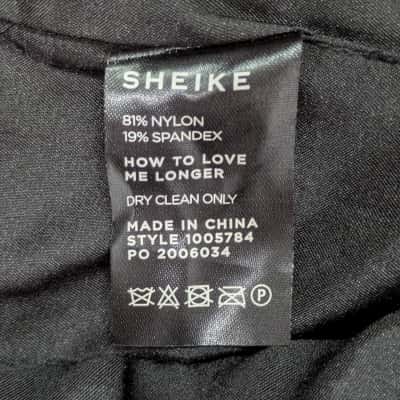 SHEIKE
81% NYLON
19% SPANDEX
HOW TO LOVE
ME LONGER
DRY CLEAN ONLY
MADE IN CHINA
STYLE 1005784
PO 2006034
P